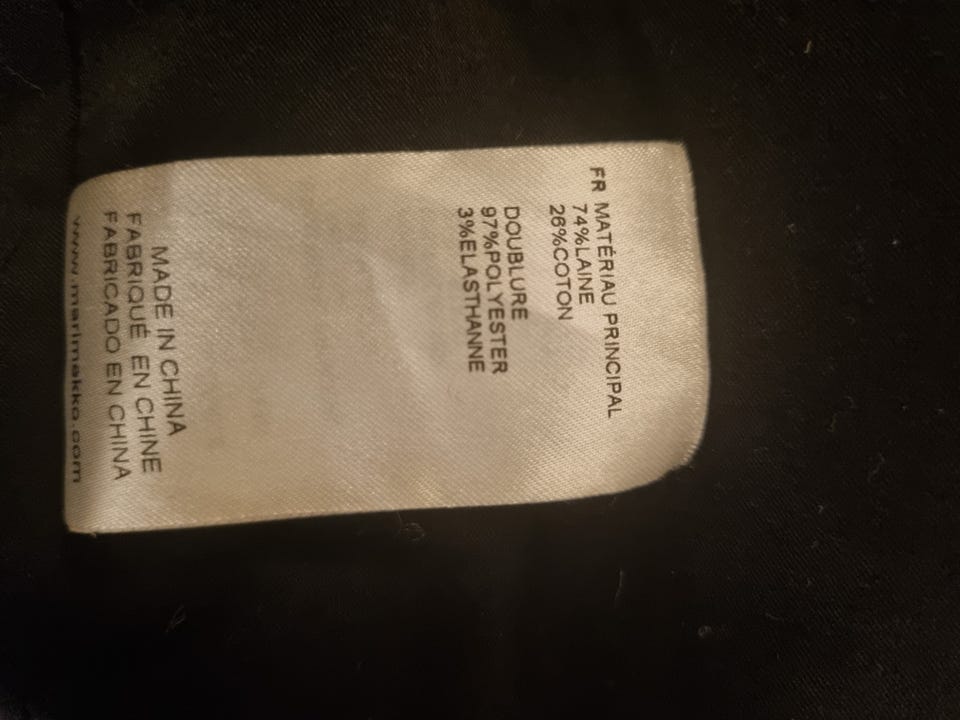 FR MATÉRIAU PRINCIPAL
74%LAINE
26%COTON
DOUBLURE
97%POLYESTER
3%ELASTHANNE
MADE IN CHINA
FABRIQUÉ EN CHINE
FABRICADO EN CHINA
www.marimekko.com